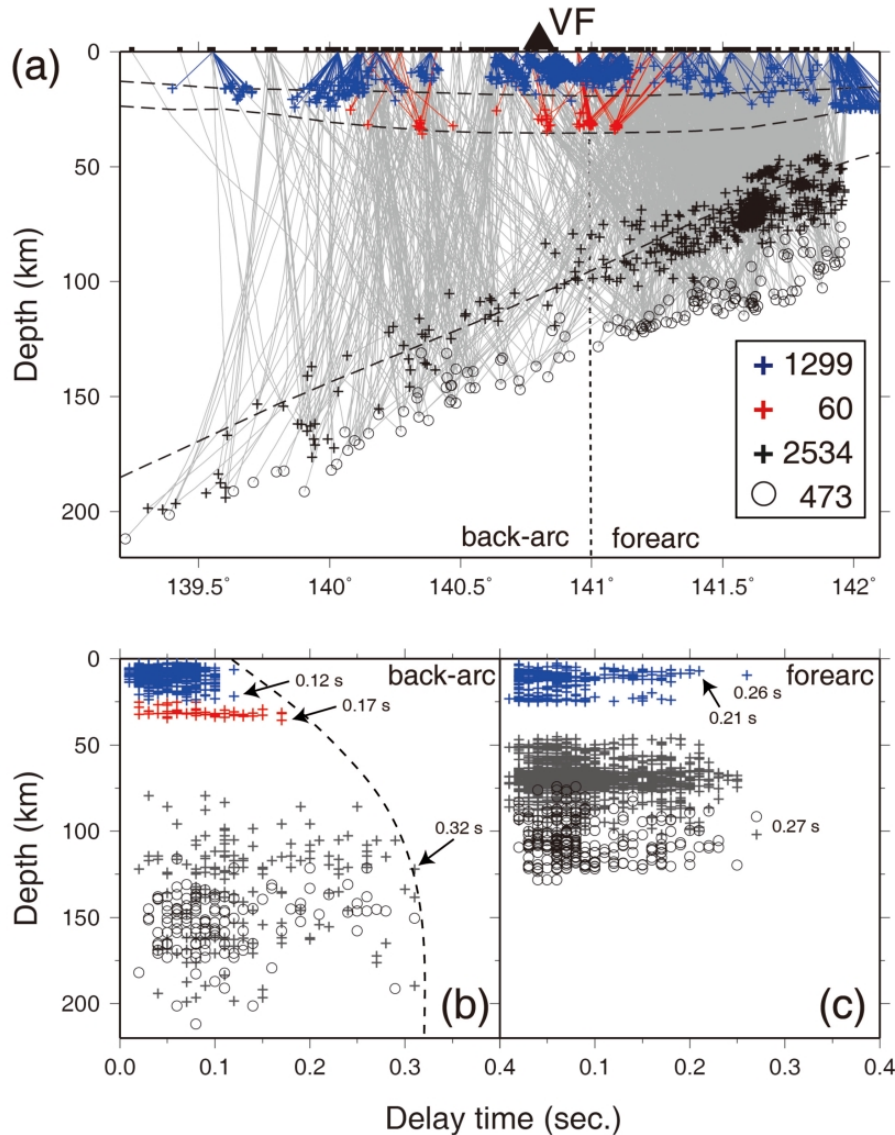 VF
(a)
0
50
100
150
200
Depth (km)
1299
60
2534
473
back-arc
forearc
139.5°
140°
140.5°
141°
141.5°
142°
0
50
100
150
200
Depth (km)
back-arc
0.12 s
0.17 s
0.32 s
(b)
forearc
0.26 s
0.21 s
0.27 s
(c)
0.0
0.1
0.2
0.3
0.4
0.1
0.2
0.3
0.4
Delay time (sec.)